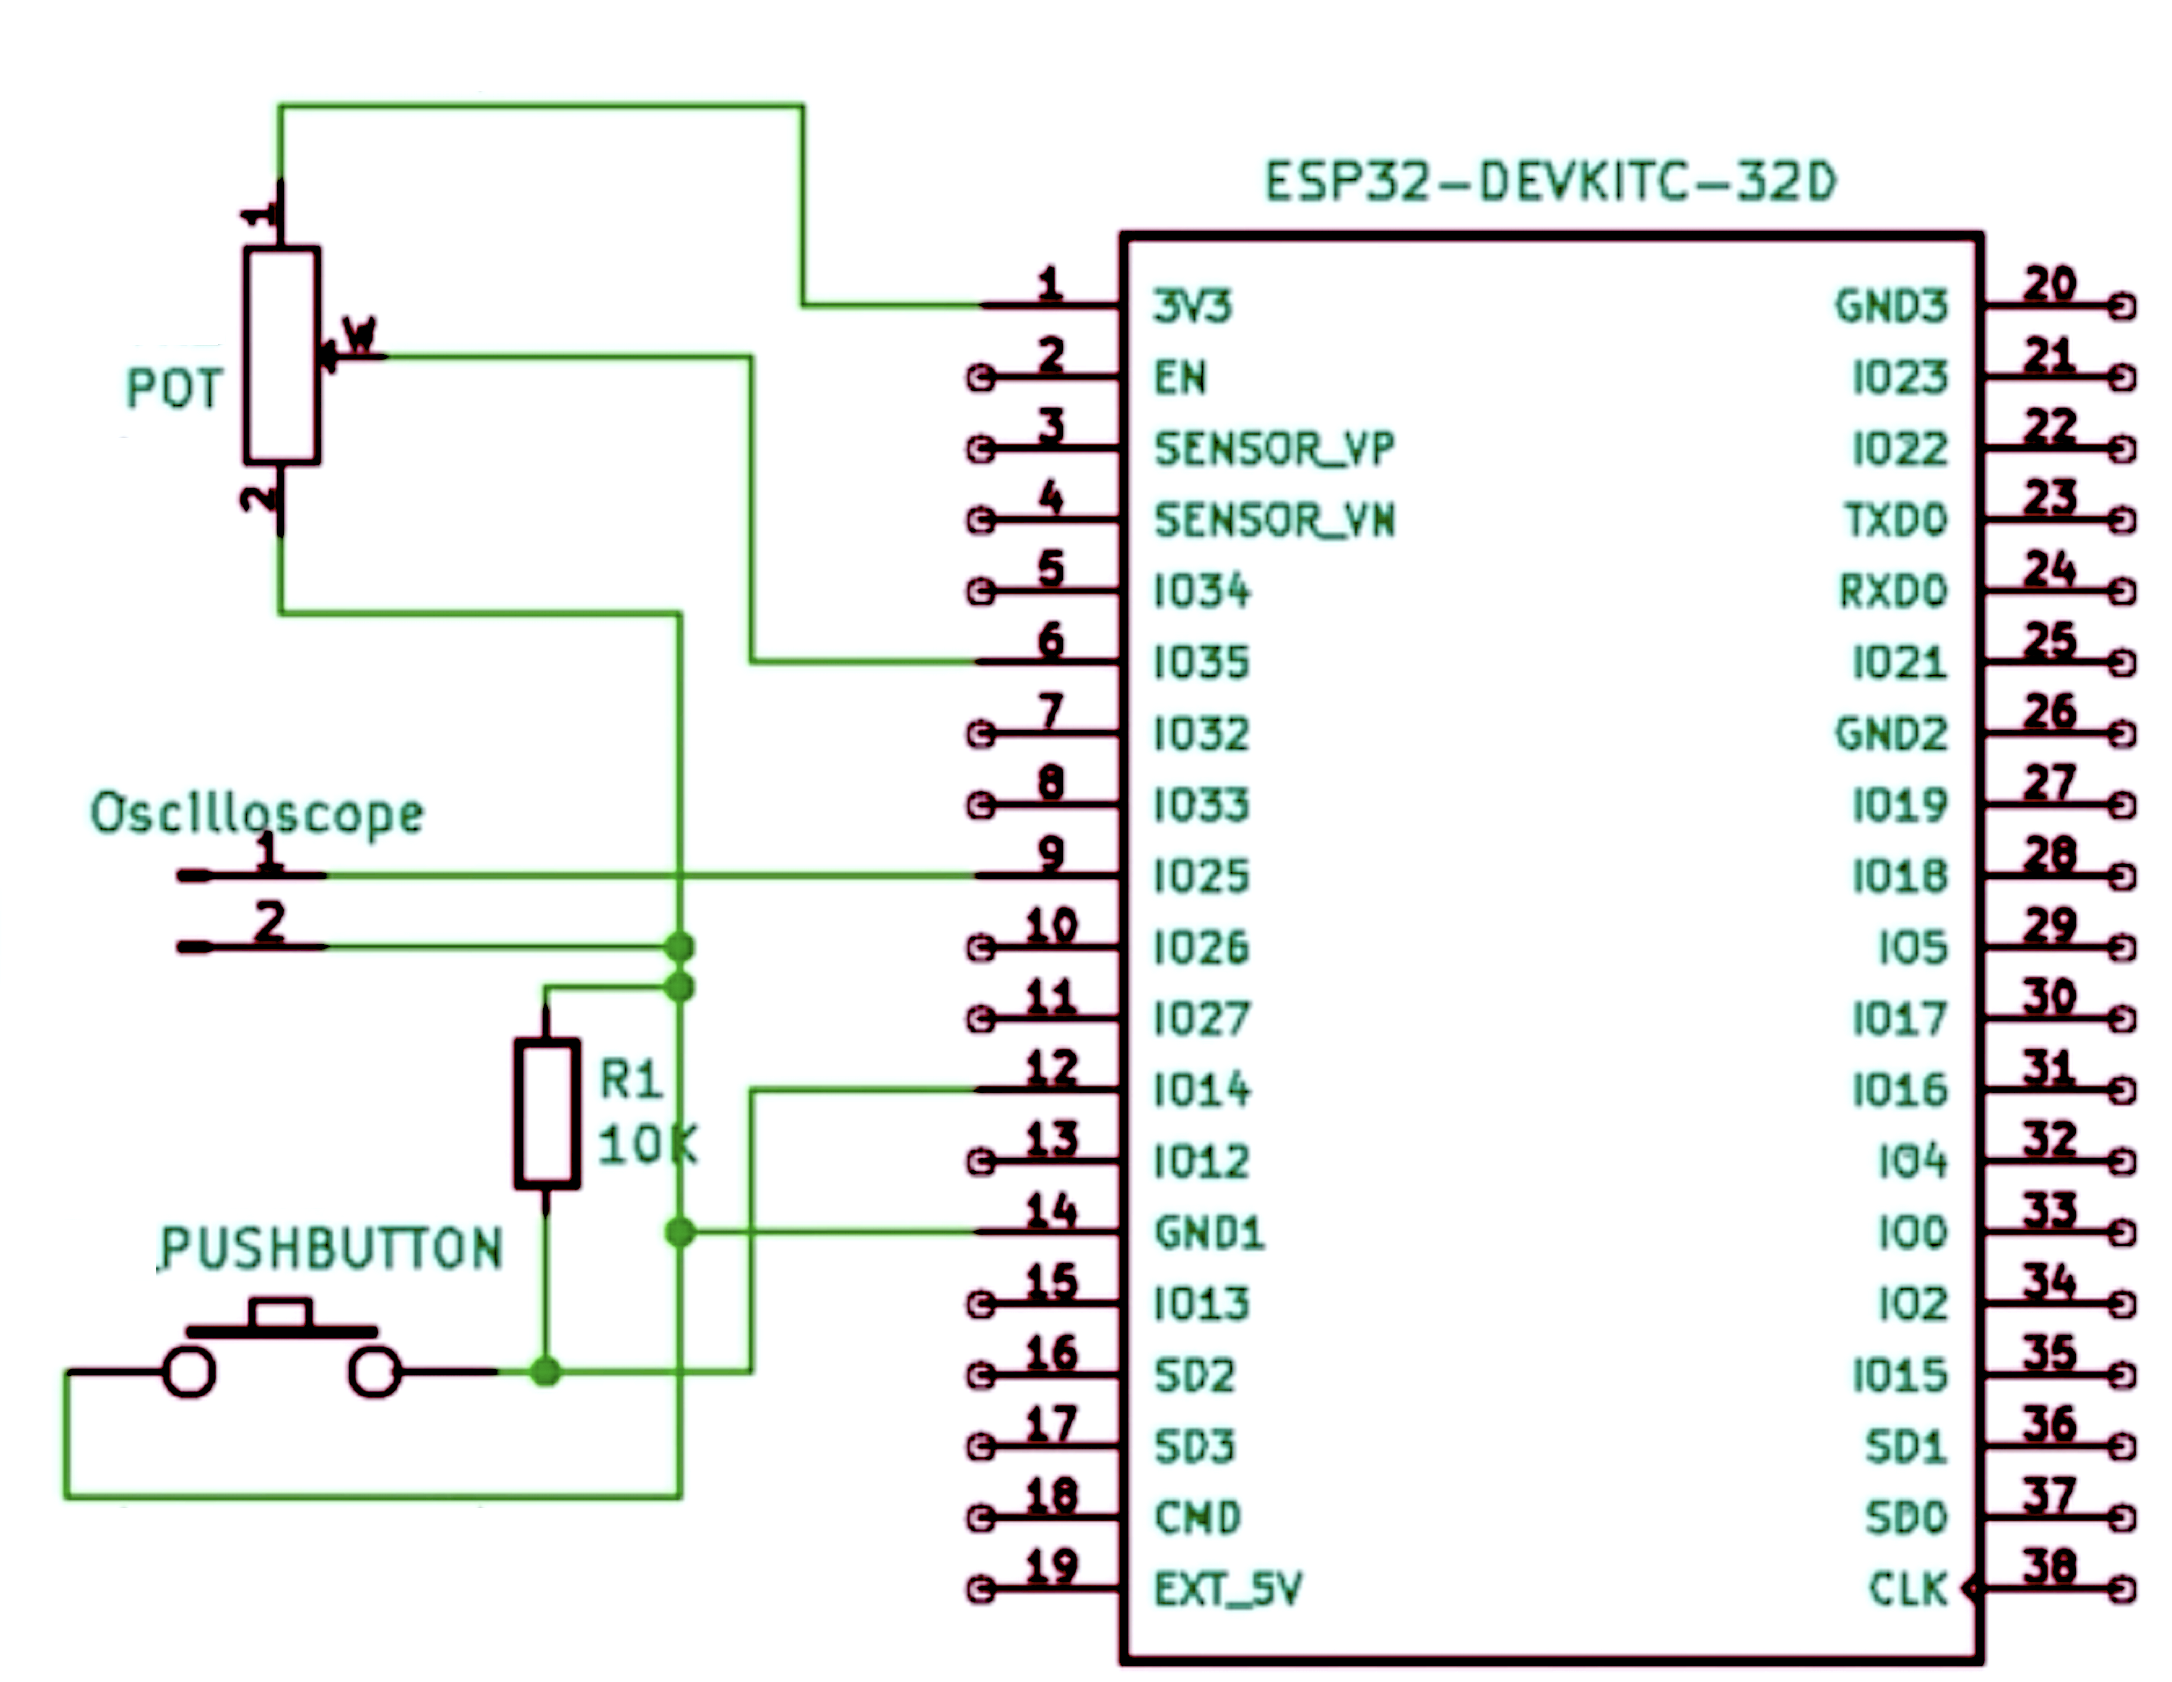 ESP32-DEVKITC-32D
1
W
POT
2
Oscilloscope
1
2
R1
10K
PUSHBUTTON
1 3V3
2 EN
3 SENSOR_VP
4 SENSOR_VN
5 IO34
6 IO35
7 IO32
8 IO33
9 IO25
10 IO26
11 IO27
12 IO14
13 IO12
14 GND1
15 IO13
16 SD2
17 SD3
18 CMD
19 EXT_5V
GND3 20
IO23 21
IO22 22
TXD0 23
RXD0 24
IO21 25
GND2 26
IO19 27
IO18 28
IO5 29
IO17 30
IO16 31
IO4 32
IO0 33
IO2 34
IO15 35
SD1 36
SD0 37
CLK 38